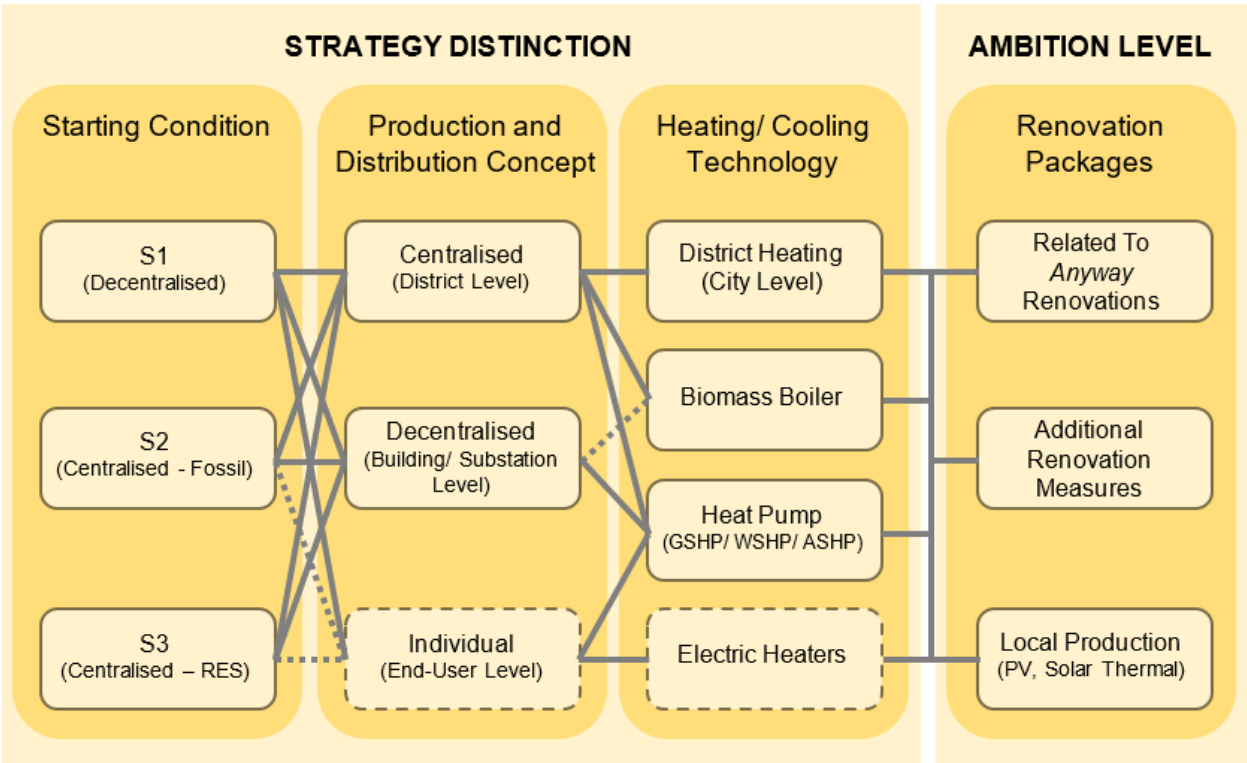 STRATEGY DISTINCTION
AMBITION LEVEL
Starting Condition
S1
(Decentralised)
S2
(Centralised - Fossil)
S3
(Centralised – RES)
Production and
Distribution Concept
Centralised
(District Level)
Decentralised
(Building/ Substation
Level)
Individual
(End-User Level)
Heating/ Cooling
Technology
District Heating
(City Level)
Biomass Boiler
Heat Pump
(GSHP/ WSHP/ ASHP)
Electric Heaters
Renovation
Packages
Related To
Anyway
Renovations
Additional
Renovation
Measures
Local Production
(PV, Solar Thermal)